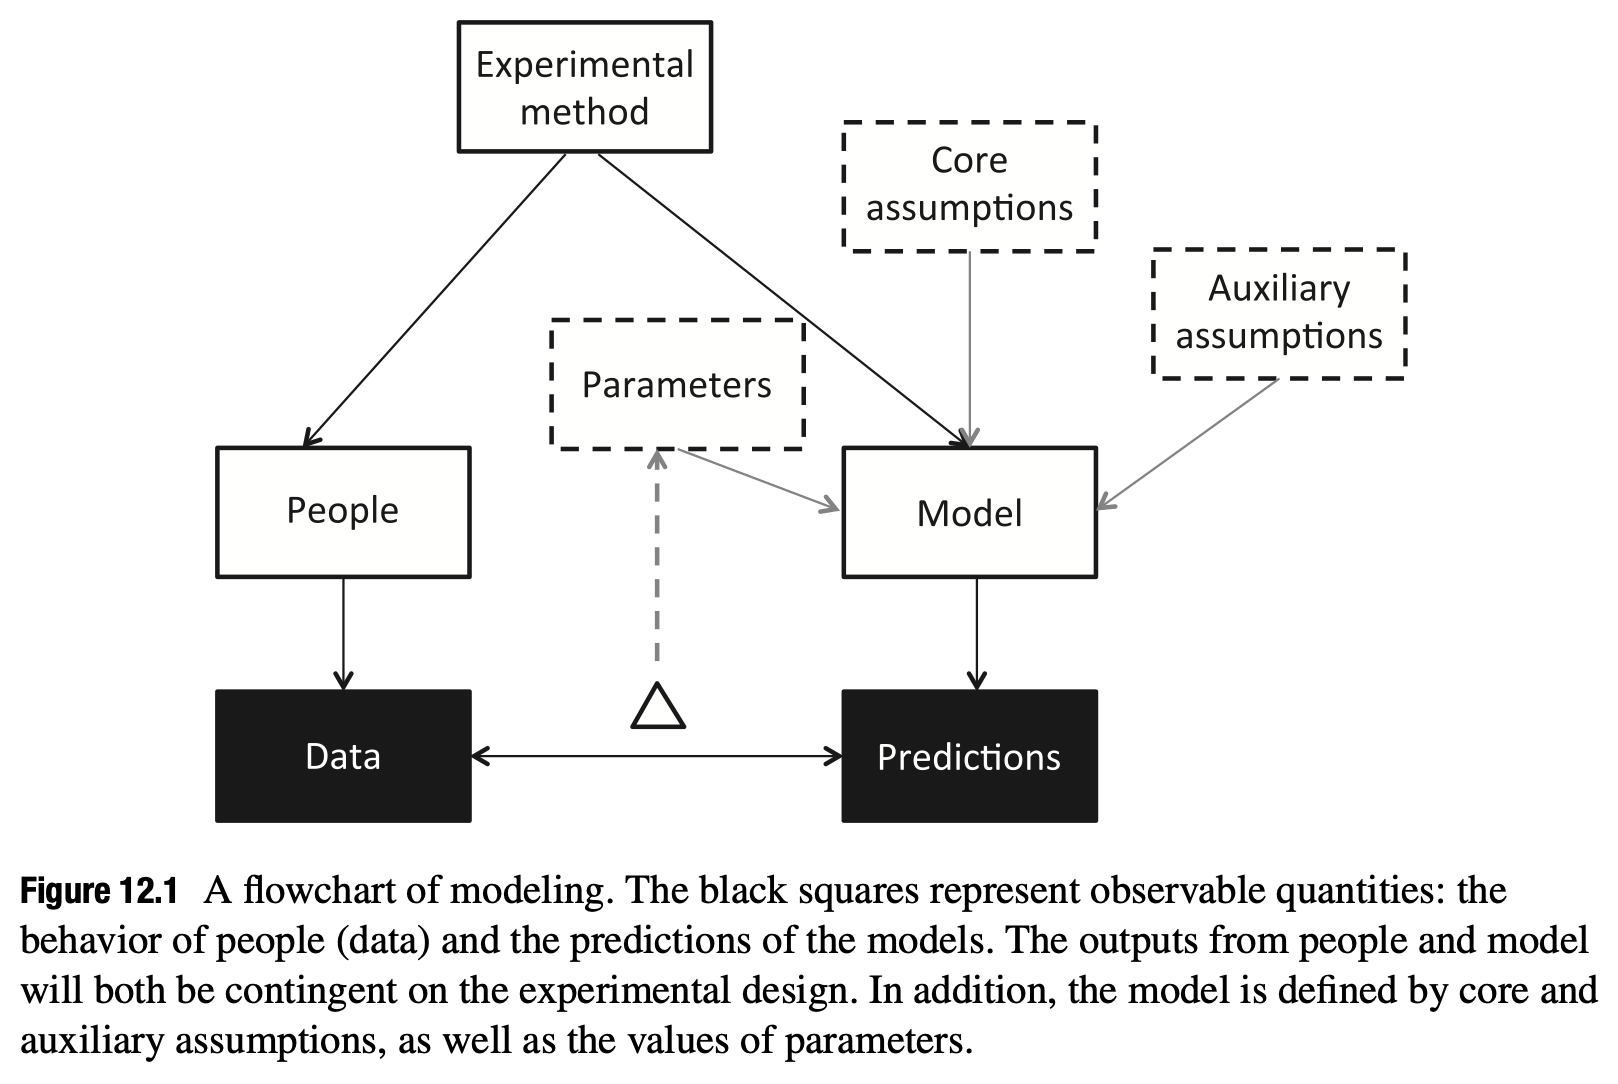 Experimental
method
Core
assumptions
Auxiliary
assumptions
Parameters
People
Model
Data
Predictions
Figure 12.1 A flowchart of modeling. The black squares represent observable quantities: the
behavior of people (data) and the predictions of the models. The outputs from people and model
will both be contingent on the experimental design. In addition, the model is defined by core and
auxiliary assumptions, as well as the values of parameters.